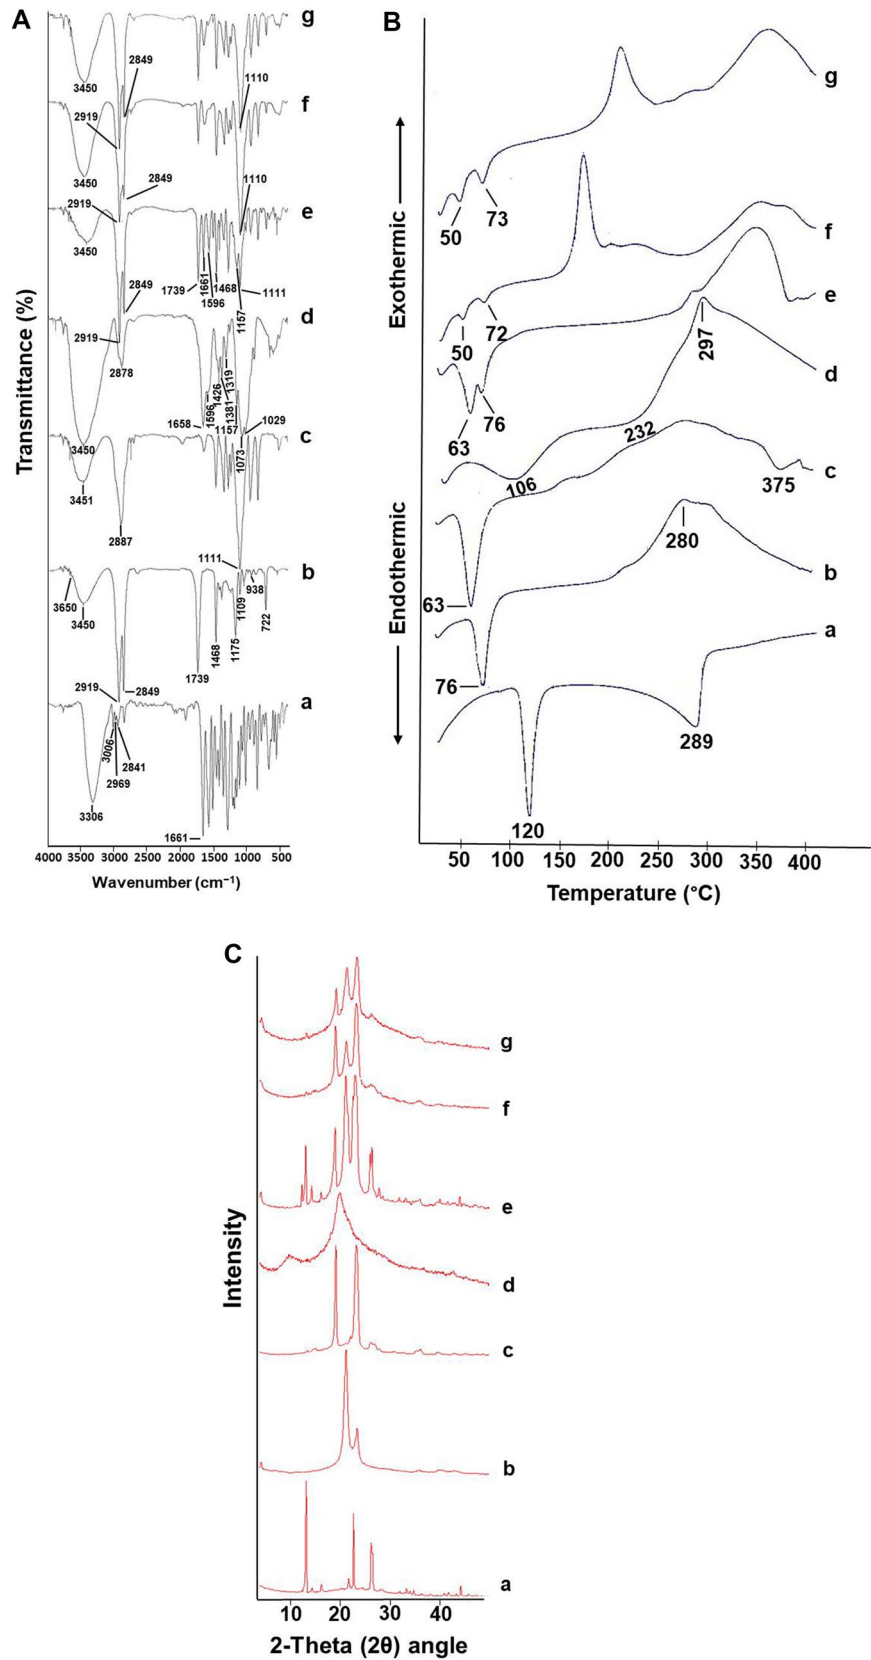 A
g
3450
2849
1110
2919
f
3450
2849
1110
2919
e
3450
1739
1661
1596
1468
1111
1157
2849
d
2919
2878
1658
1596
1426
1381
1319
1157
1029
1073
3450
c
3451
2887
1111
b
3650
3450
938
1109
722
1468
1175
1739
2919
2849
a
3006
2841
2969
3306
1661
Transmittance (%)
4000 3500 3000 2500 2000 1500 1000 500
Wavenumber (cm⁻¹)
B
g
50
73
f
50
72
e
63
76
297
d
106
232
c
375
63
280
b
76
a
289
120
Exothermic
Endothermic
50 100 150 200 250 300 350 400
Temperature (°C)
C
g
f
e
d
c
b
a
Intensity
10 20 30 40
2-Theta (2θ) angle